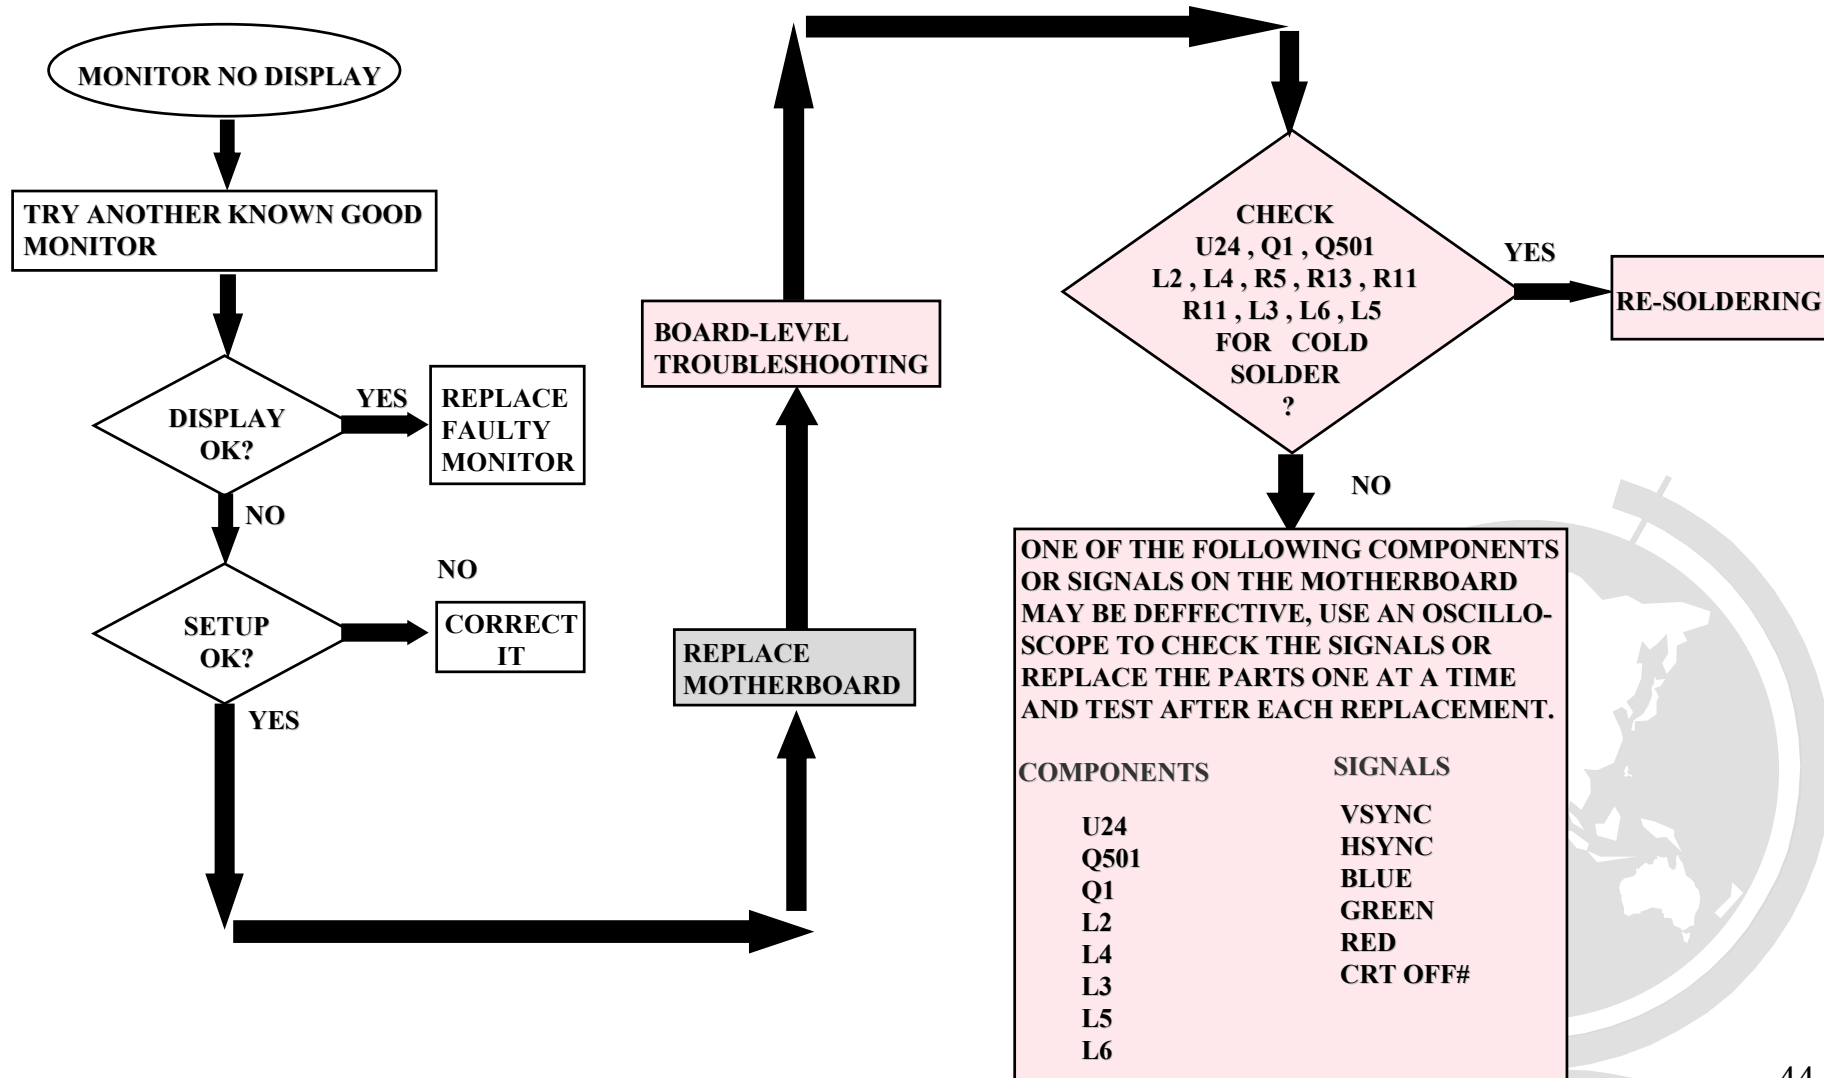 MONITOR NO DISPLAY
TRY ANOTHER KNOWN GOOD
MONITOR
DISPLAY
OK?
YES
REPLACE
FAULTY
MONITOR
NO
SETUP
OK?
NO
CORRECT
IT
YES
REPLACE
MOTHERBOARD
BOARD-LEVEL
TROUBLESHOOTING
CHECK
U24 , Q1 , Q501
L2 , L4 , R5 , R13 , R11
R11 , L3 , L6 , L5
FOR COLD
SOLDER
?
YES
RE-SOLDERING
NO
ONE OF THE FOLLOWING COMPONENTS
OR SIGNALS ON THE MOTHERBOARD
MAY BE DEFFECTIVE, USE AN OSCILLO-
SCOPE TO CHECK THE SIGNALS OR
REPLACE THE PARTS ONE AT A TIME
AND TEST AFTER EACH REPLACEMENT.
COMPONENTS
U24
Q501
Q1
L2
L4
L3
L5
L6
SIGNALS
VSYNC
HSYNC
BLUE
GREEN
RED
CRT OFF#
44